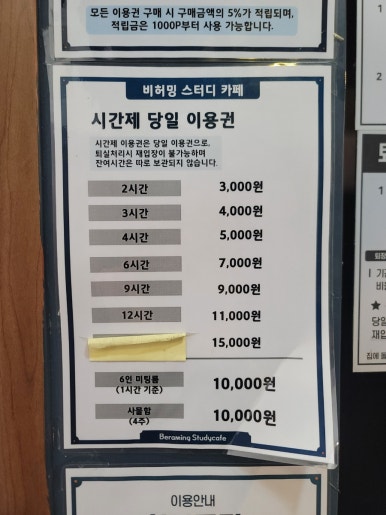 모든 이용권 구매 시 구매금액의 5%가 적립되며,
적립금은 1000P부터 사용 가능합니다.
비허밍 스터디 카페
시간제 당일 이용권
시간제 이용권은 당일 이용권으로,
퇴실처리시 재입장이 불가능하며
잔여시간은 따로 보관되지 않습니다.
2시간 3,000원
3시간 4,000원
4시간 5,000원
6시간 7,000원
9시간 9,000원
12시간 11,000원
15,000원
6인 미팅룸
(1시간 기준) 10,000원
사물함
(4주) 10,000원
Beraming Studycafe
이용안내
당일
재입